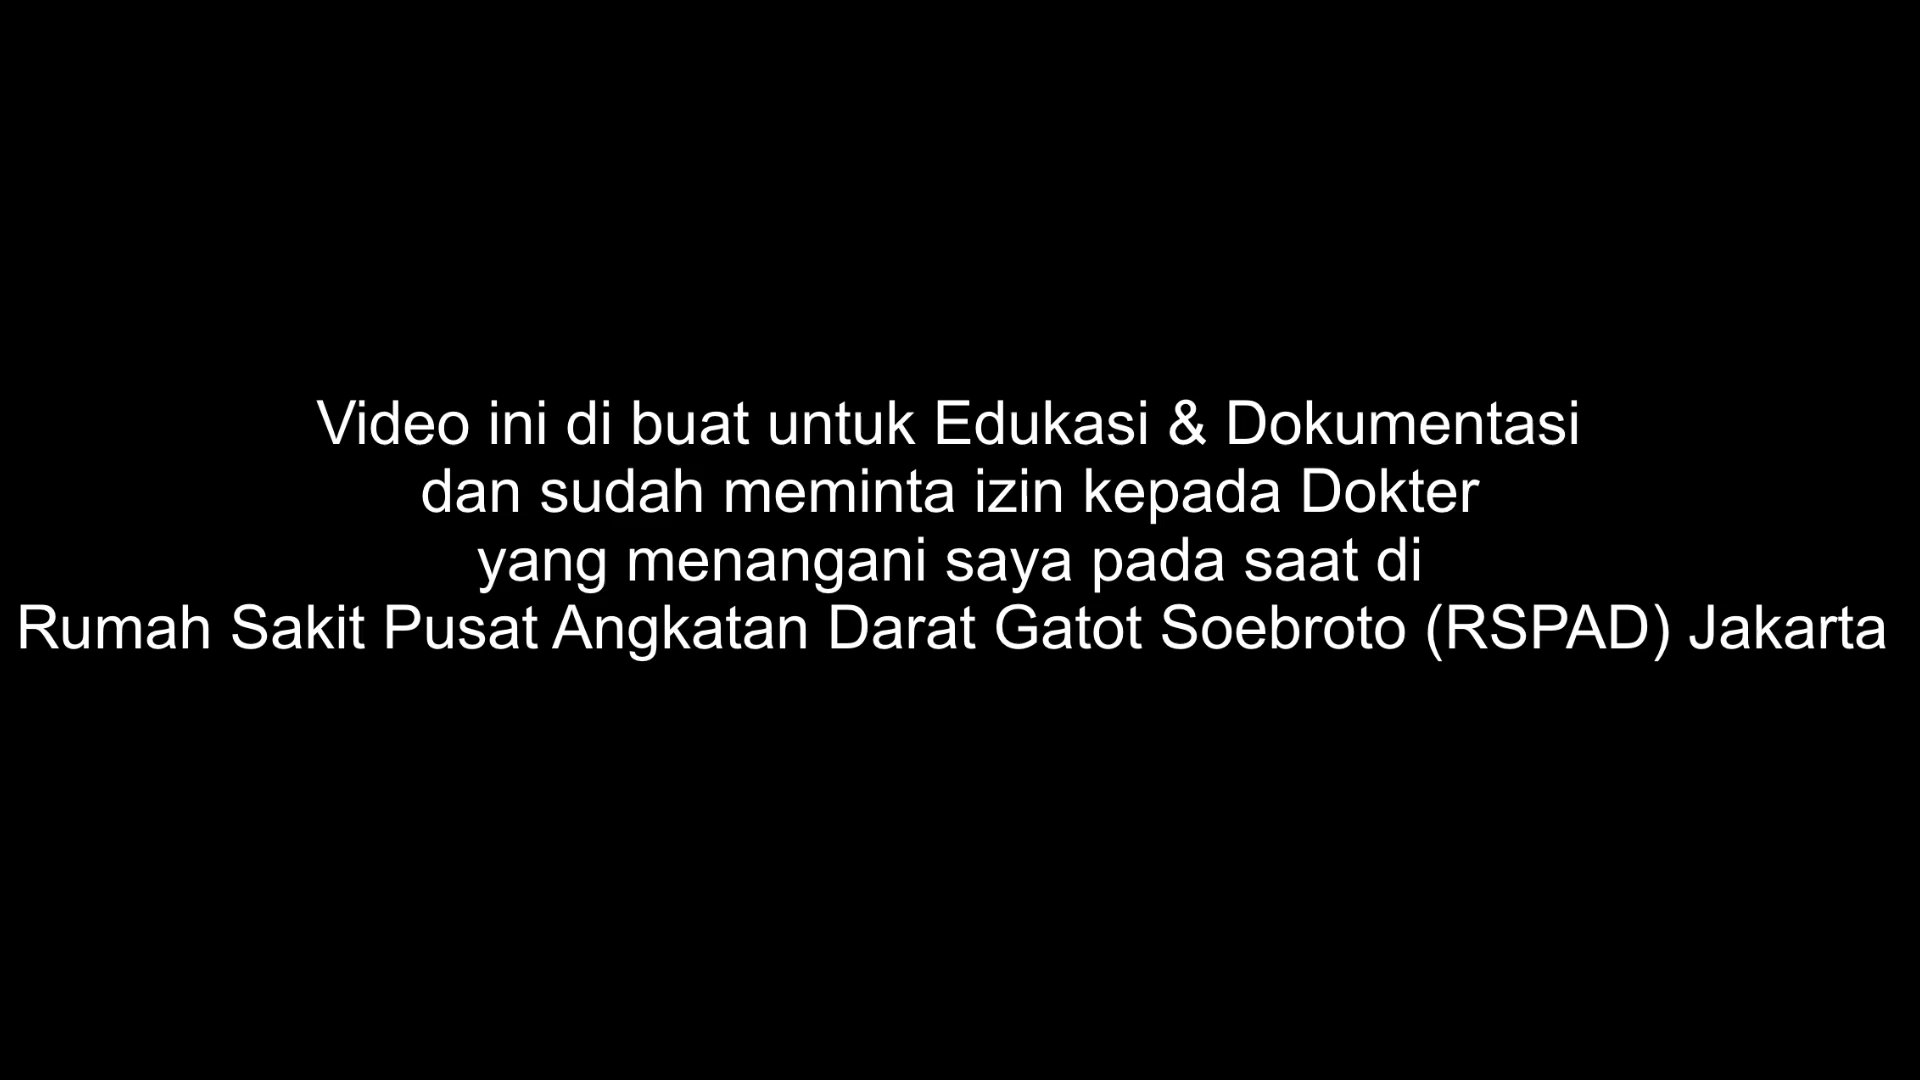 Video ini di buat untuk Edukasi & Dokumentasi
dan sudah meminta izin kepada Dokter
yang menangani saya pada saat di
Rumah Sakit Pusat Angkatan Darat Gatot Soebroto (RSPAD) Jakarta